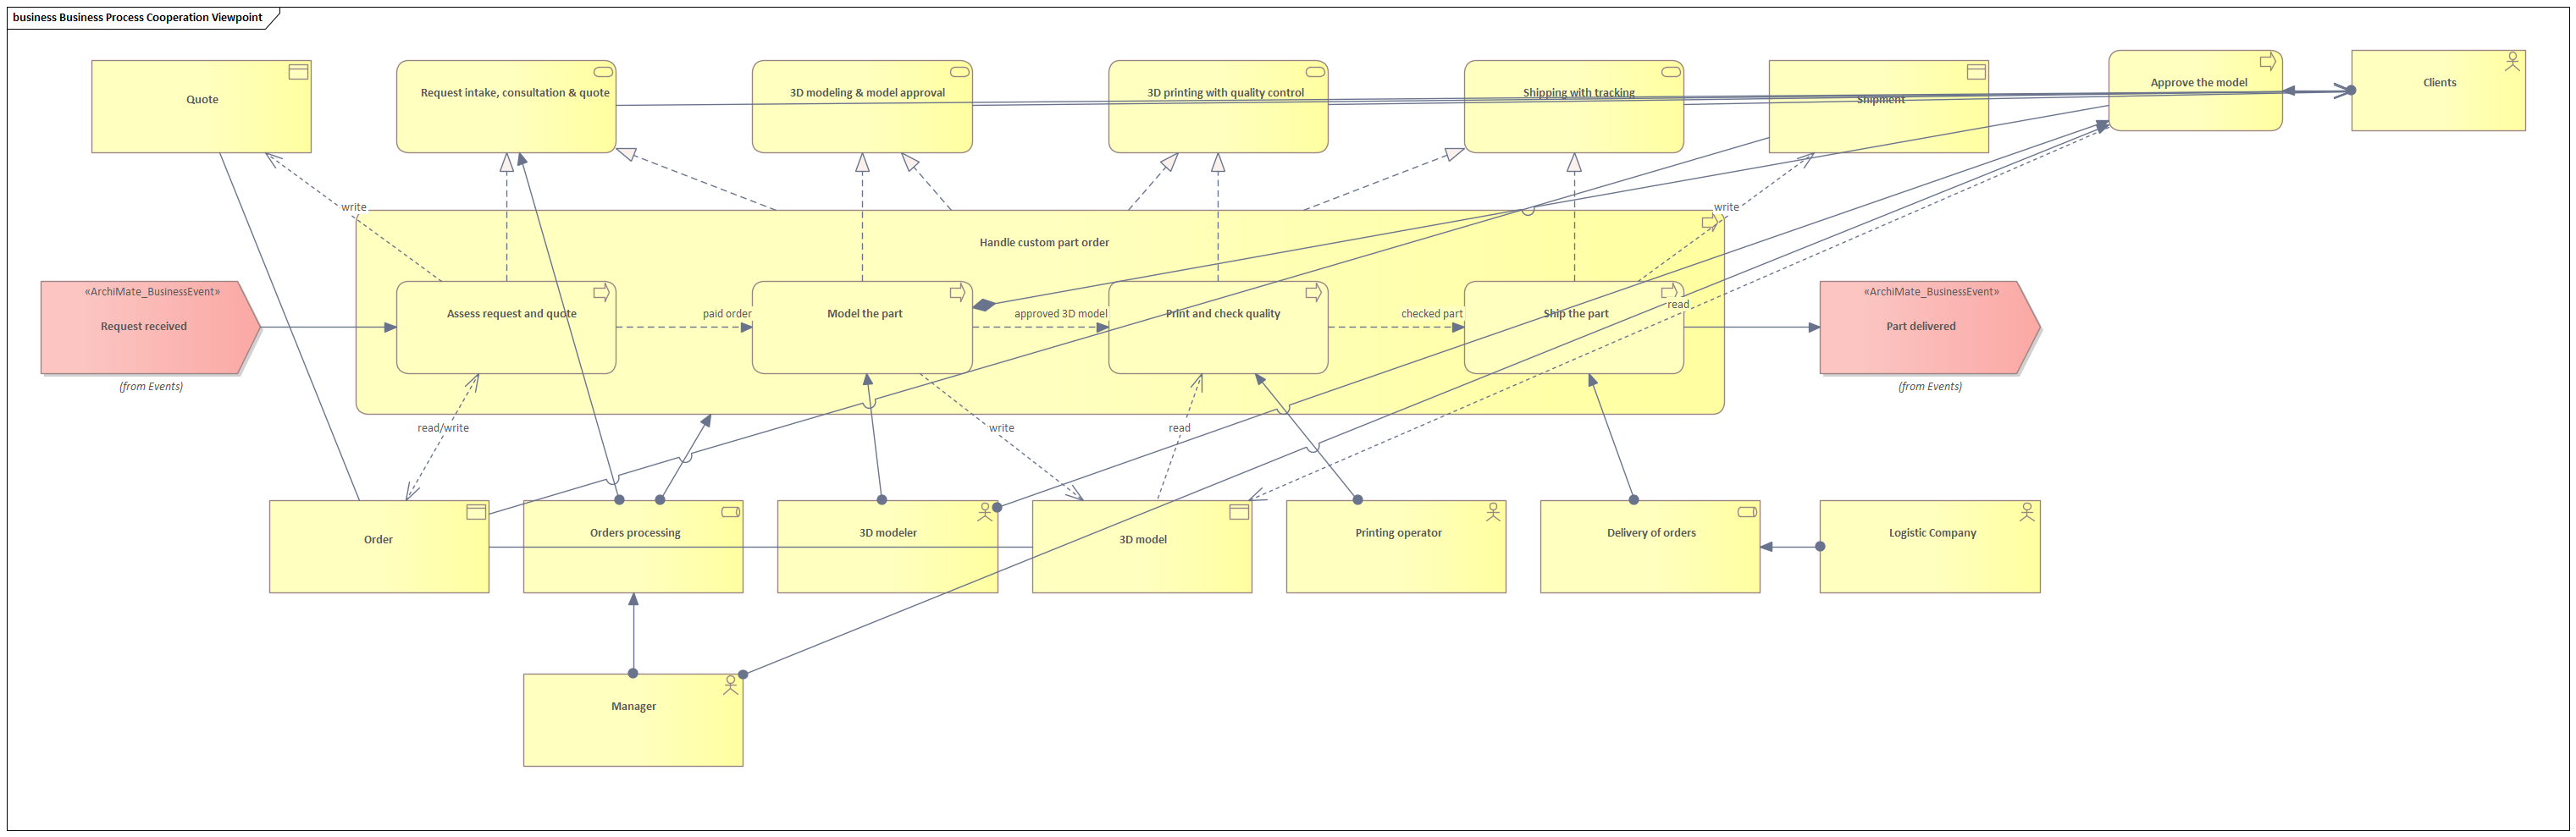 business Business Process Cooperation Viewpoint
Quote
Request intake, consultation & quote
3D modeling & model approval
3D printing with quality control
Shipping with tracking
Shipment
Approve the model
Clients
write
write
Handle custom part order
«ArchiMate_BusinessEvent»
Request received
(from Events)
Assess request and quote
paid order
Model the part
approved 3D model
Print and check quality
checked part
Ship the part
read
«ArchiMate_BusinessEvent»
Part delivered
(from Events)
read/write
write
read
Order
Orders processing
3D modeler
3D model
Printing operator
Delivery of orders
Logistic Company
Manager